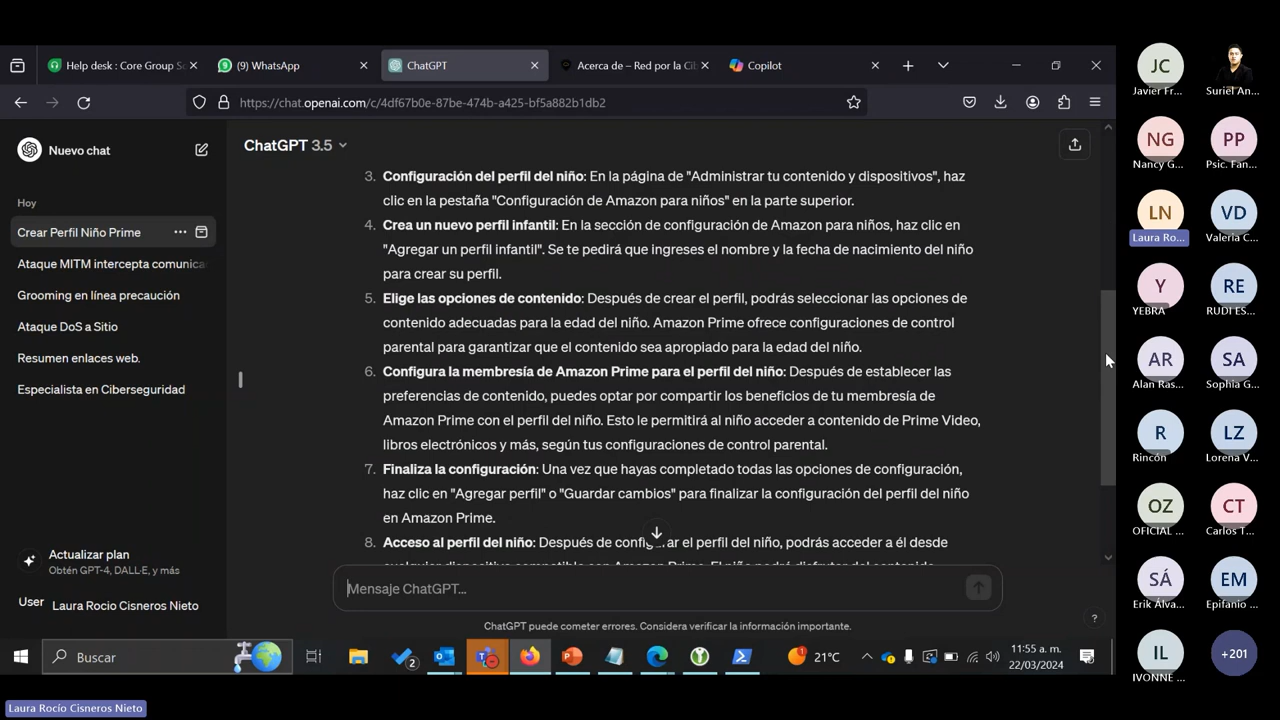 Help desk : Core Group So
(9) WhatsApp
ChatGPT
Acerca de – Red por la Cib
Copilot
https://chat.openai.com/c/4df67b0e-87be-474b-a425-bf5a882b1db2
Nuevo chat
Hoy
Crear Perfil Niño Prime
Ataque MITM intercepta comunica
Grooming en línea precaución
Ataque DoS a Sitio
Resumen enlaces web.
Especialista en Ciberseguridad
Actualizar plan
Obtén GPT-4, DALL·E, y más
User
Laura Rocio Cisneros Nieto
ChatGPT 3.5
3. Configuración del perfil del niño: En la página de "Administrar tu contenido y dispositivos", haz
clic en la pestaña "Configuración de Amazon para niños" en la parte superior.
4. Crea un nuevo perfil infantil: En la sección de configuración de Amazon para niños, haz clic en
"Agregar un perfil infantil". Se te pedirá que ingreses el nombre y la fecha de nacimiento del niño
para crear su perfil.
5. Elige las opciones de contenido: Después de crear el perfil, podrás seleccionar las opciones de
contenido adecuadas para la edad del niño. Amazon Prime ofrece configuraciones de control
parental para garantizar que el contenido sea apropiado para la edad del niño.
6. Configura la membresía de Amazon Prime para el perfil del niño: Después de establecer las
preferencias de contenido, puedes optar por compartir los beneficios de tu membresía de
Amazon Prime con el perfil del niño. Esto le permitirá al niño acceder a contenido de Prime Video,
libros electrónicos y más, según tus configuraciones de control parental.
7. Finaliza la configuración: Una vez que hayas completado todas las opciones de configuración,
haz clic en "Agregar perfil" o "Guardar cambios" para finalizar la configuración del perfil del niño
en Amazon Prime.
8. Acceso al perfil del niño: Después de configurar el perfil del niño, podrás acceder a él desde
Mensaje ChatGPT...
ChatGPT puede cometer errores. Considera verificar la información importante.
?
Buscar
2
1
21°C
11:55 a. m.
22/03/2024
Laura Rocío Cisneros Nieto
JC
Javier Fr...
Suriel An...
NG
Nancy G...
PP
Psic. Fan...
LN
Laura Ro...
VD
Valeria C...
Y
YEBRA
RE
RUDI ES...
AR
Alan Ras...
SA
Sophia G...
R
Rincón
LZ
Lorena V...
OZ
OFICIAL ...
CT
Carlos T...
SÁ
Erik Álva...
EM
Epifanio ...
IL
IVONNE ...
+201